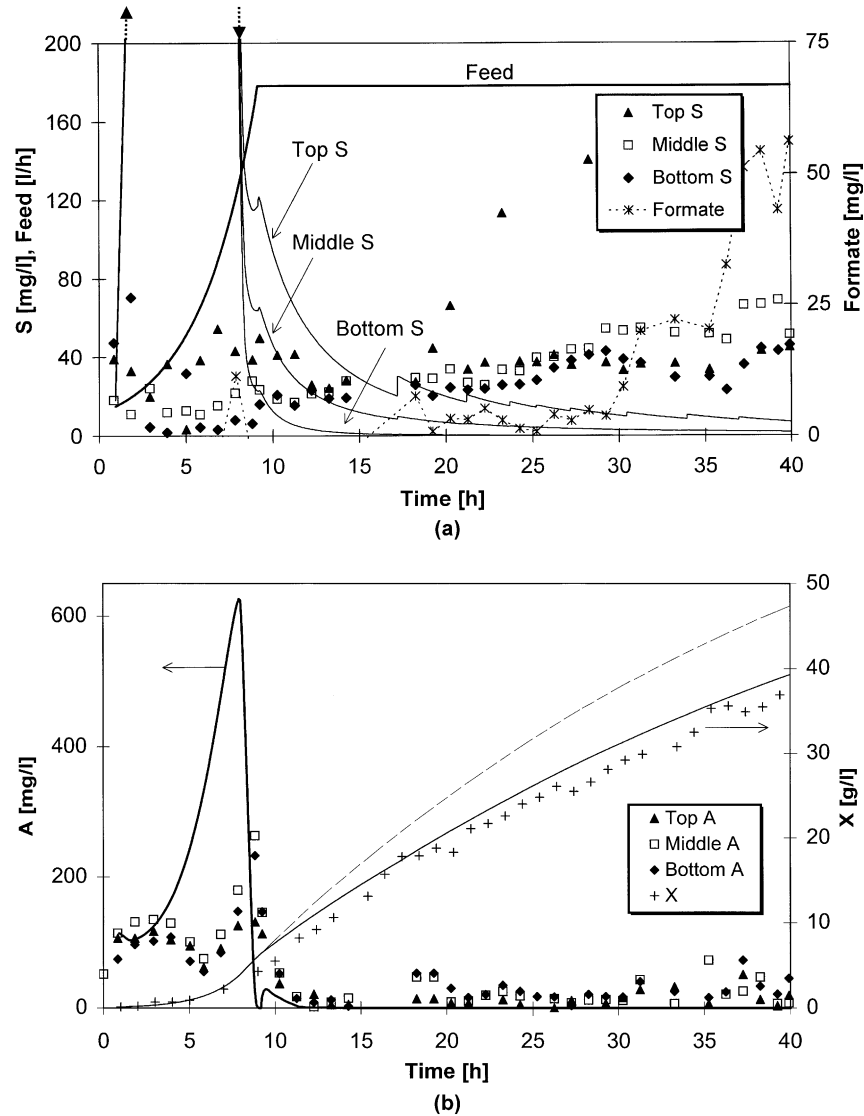 200
160
120
80
40
0
S [mg/l], Feed [l/h]
Feed
Top S
Middle S
Bottom S
Top S
Middle S
Bottom S
Formate
75
50
25
0
Formate [mg/l]
0 5 10 15 20 25 30 35 40
Time [h]
(a)
600
400
200
0
A [mg/l]
Top A
Middle A
Bottom A
X
50
40
30
20
10
0
X [g/l]
0 5 10 15 20 25 30 35 40
Time [h]
(b)